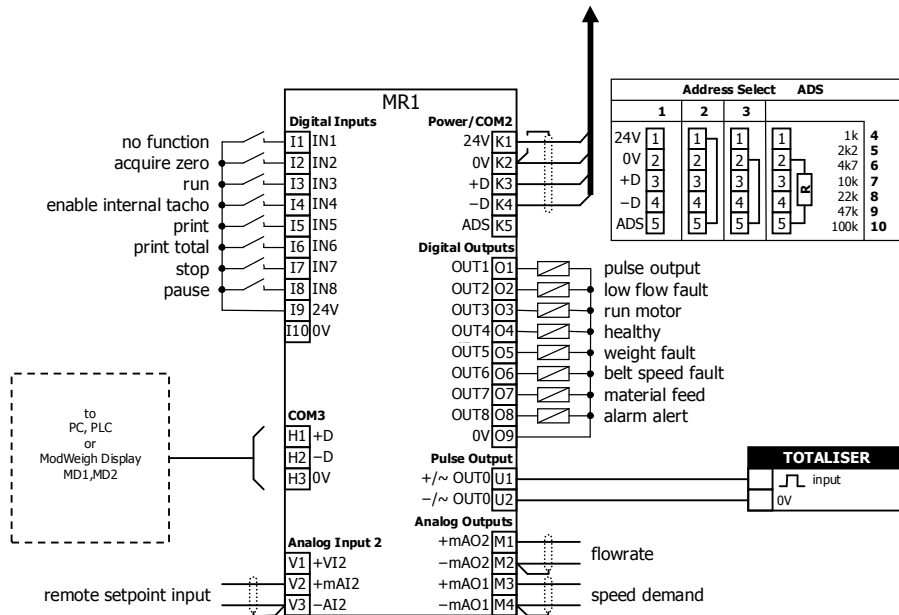 MR1
Digital Inputs
no function I1 IN1
acquire zero I2 IN2
run I3 IN3
enable internal tacho I4 IN4
print I5 IN5
print total I6 IN6
stop I7 IN7
pause I8 IN8
I9 24V
I10 0V
Power/COM2
24V K1
0V K2
+D K3
−D K4
ADS K5
Address Select ADS
1 2 3
24V 1 1 1 1 1k 4
0V 2 2 2 2 2k2 5
4k7 6
+D 3 3 3 3 R 10k 7
−D 4 4 4 4 22k 8
47k 9
ADS 5 5 5 5 100k 10
Digital Outputs
OUT1 O1 pulse output
OUT2 O2 low flow fault
OUT3 O3 run motor
OUT4 O4 healthy
OUT5 O5 weight fault
OUT6 O6 belt speed fault
OUT7 O7 material feed
OUT8 O8 alarm alert
0V O9
to
PC, PLC
or
ModWeigh Display
MD1,MD2
COM3
H1 +D
H2 −D
H3 0V
Pulse Output
+/~ OUT0 U1
−/~ OUT0 U2
TOTALISER
input
0V
Analog Input 2
V1 +VI2
V2 +mAI2
V3 −AI2
remote setpoint input
Analog Outputs
+mAO2 M1
−mAO2 M2
flowrate
+mAO1 M3
−mAO1 M4
speed demand